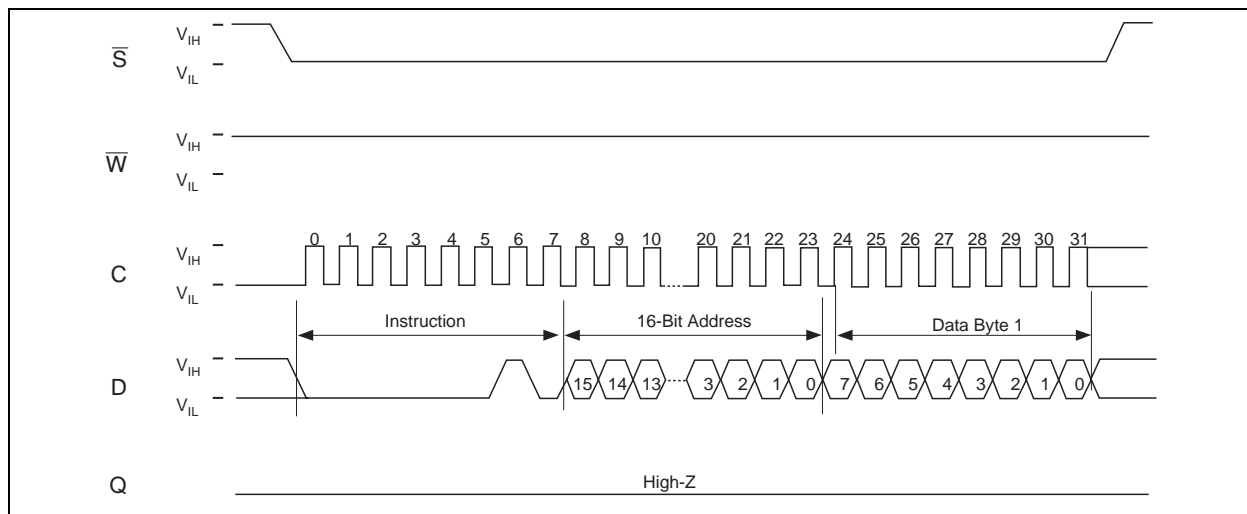 S̅
V_IH
V_IL
W̅
V_IH
V_IL
C
V_IH
V_IL
0 1 2 3 4 5 6 7 8 9 10 20 21 22 23 24 25 26 27 28 29 30 31
Instruction 16-Bit Address Data Byte 1
D
V_IH
V_IL
15 14 13 3 2 1 0 7 6 5 4 3 2 1 0
Q
High-Z